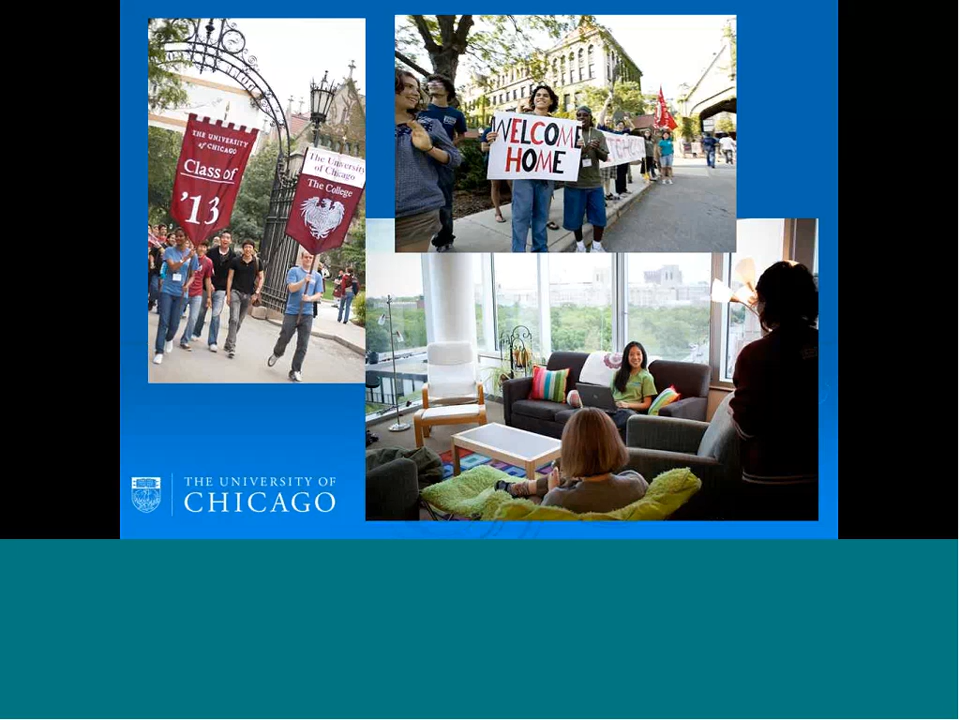 THE UNIVERSITY
OF CHICAGO
Class of
'13
The University
of Chicago
The College
WELCOME
HOME
THE UNIVERSITY OF
CHICAGO